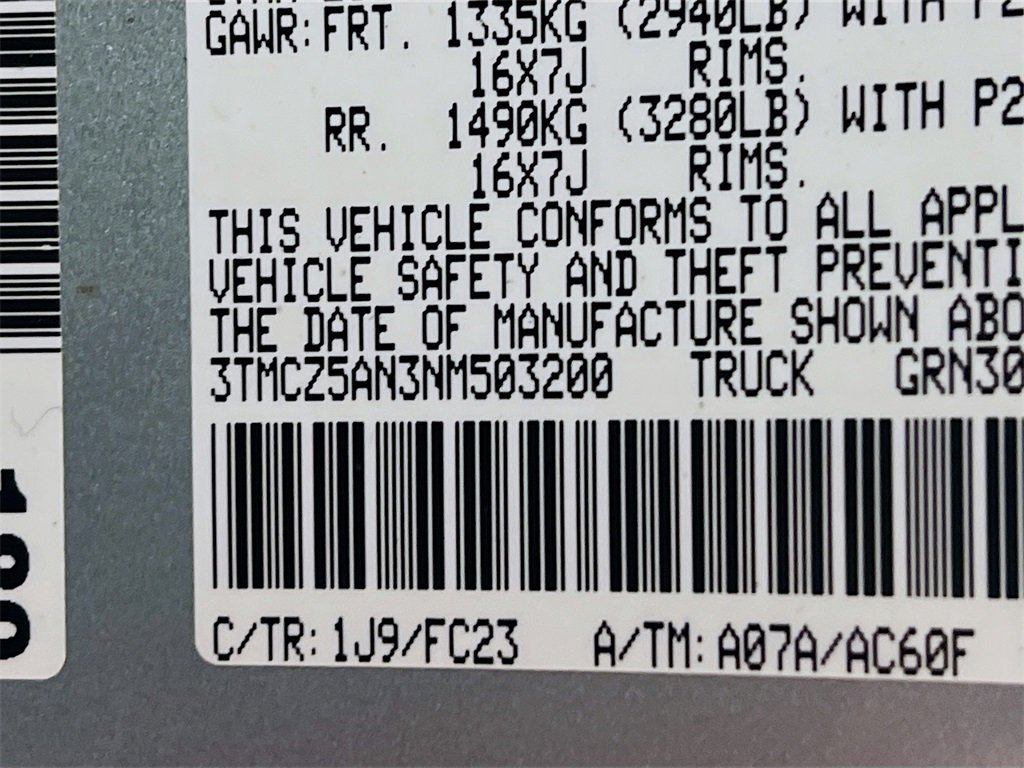 GAWR: FRT. 1335KG (2940LB) WITH P2
16X7J RIMS.
RR. 1490KG (3280LB) WITH P2
16X7J RIMS.
THIS VEHICLE CONFORMS TO ALL APPL
VEHICLE SAFETY AND THEFT PREVENTI
THE DATE OF MANUFACTURE SHOWN ABO
3TMCZ5AN3NM503200 TRUCK GRN30
C/TR: 1J9/FC23 A/TM: A07A/AC60F